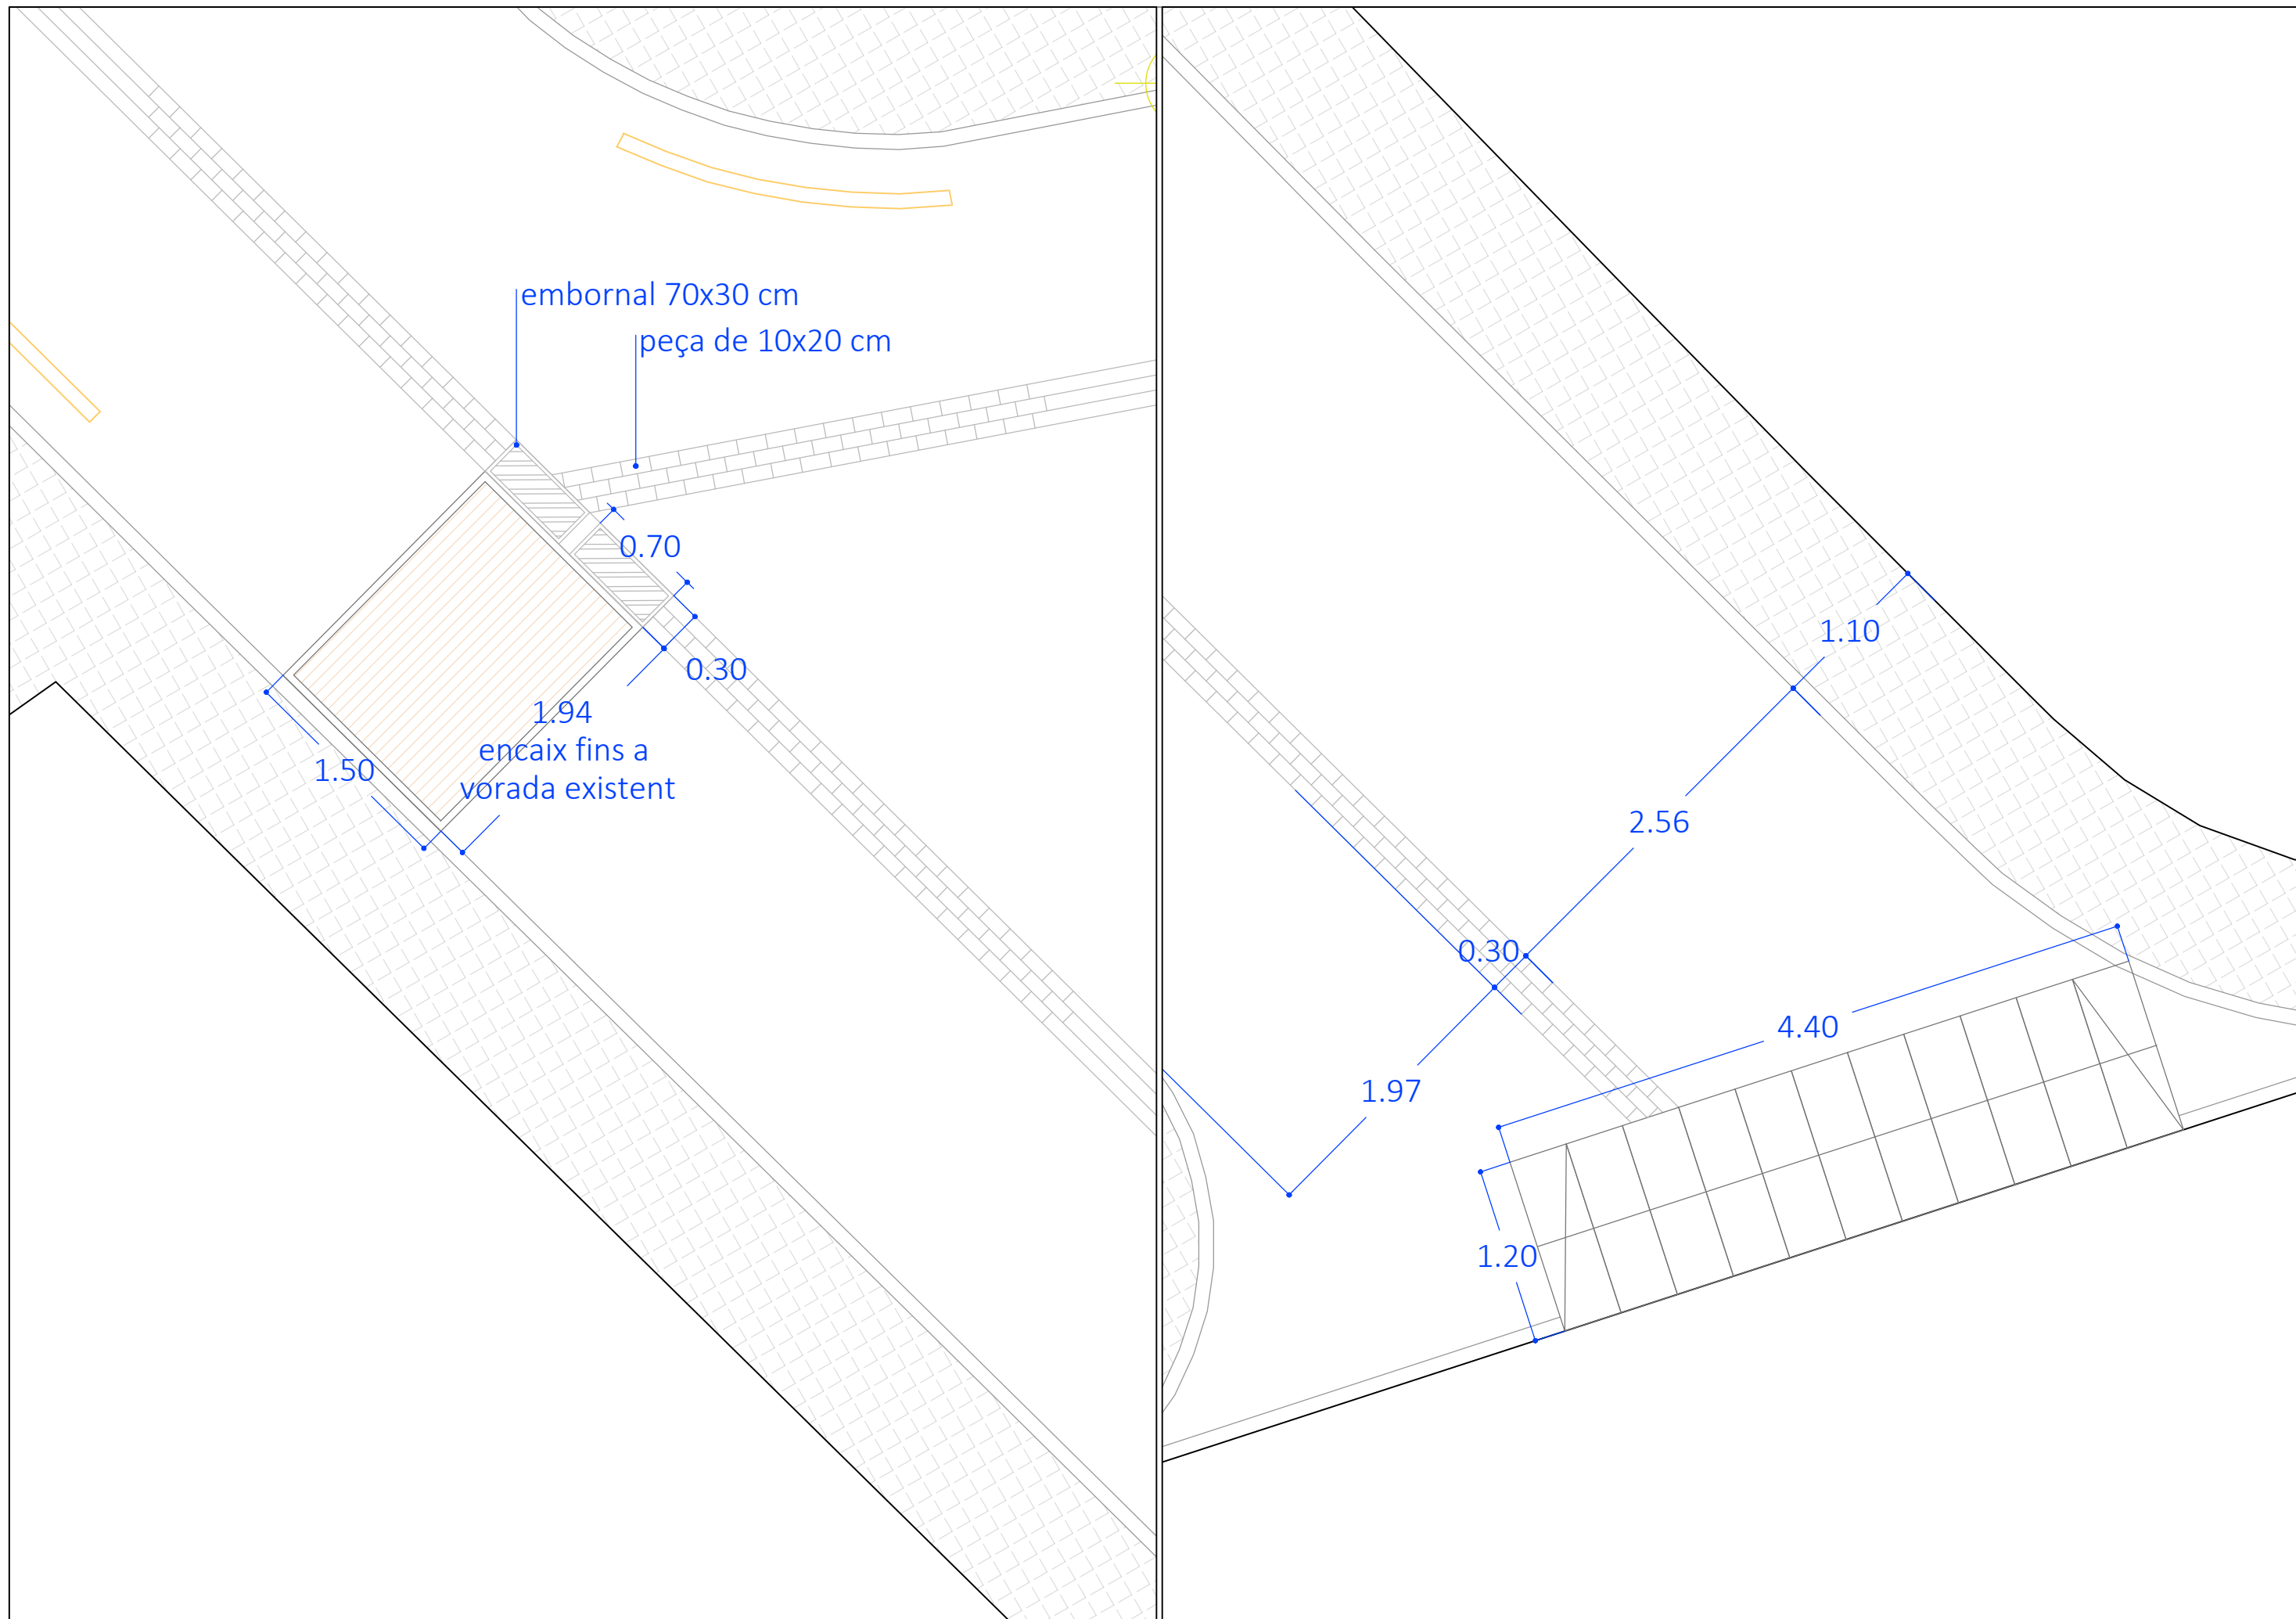 embornal 70x30 cm
peça de 10x20 cm
0.70
0.30
1.94
encaix fins a
vorada existent
1.50
1.10
2.56
0.30
4.40
1.97
1.20